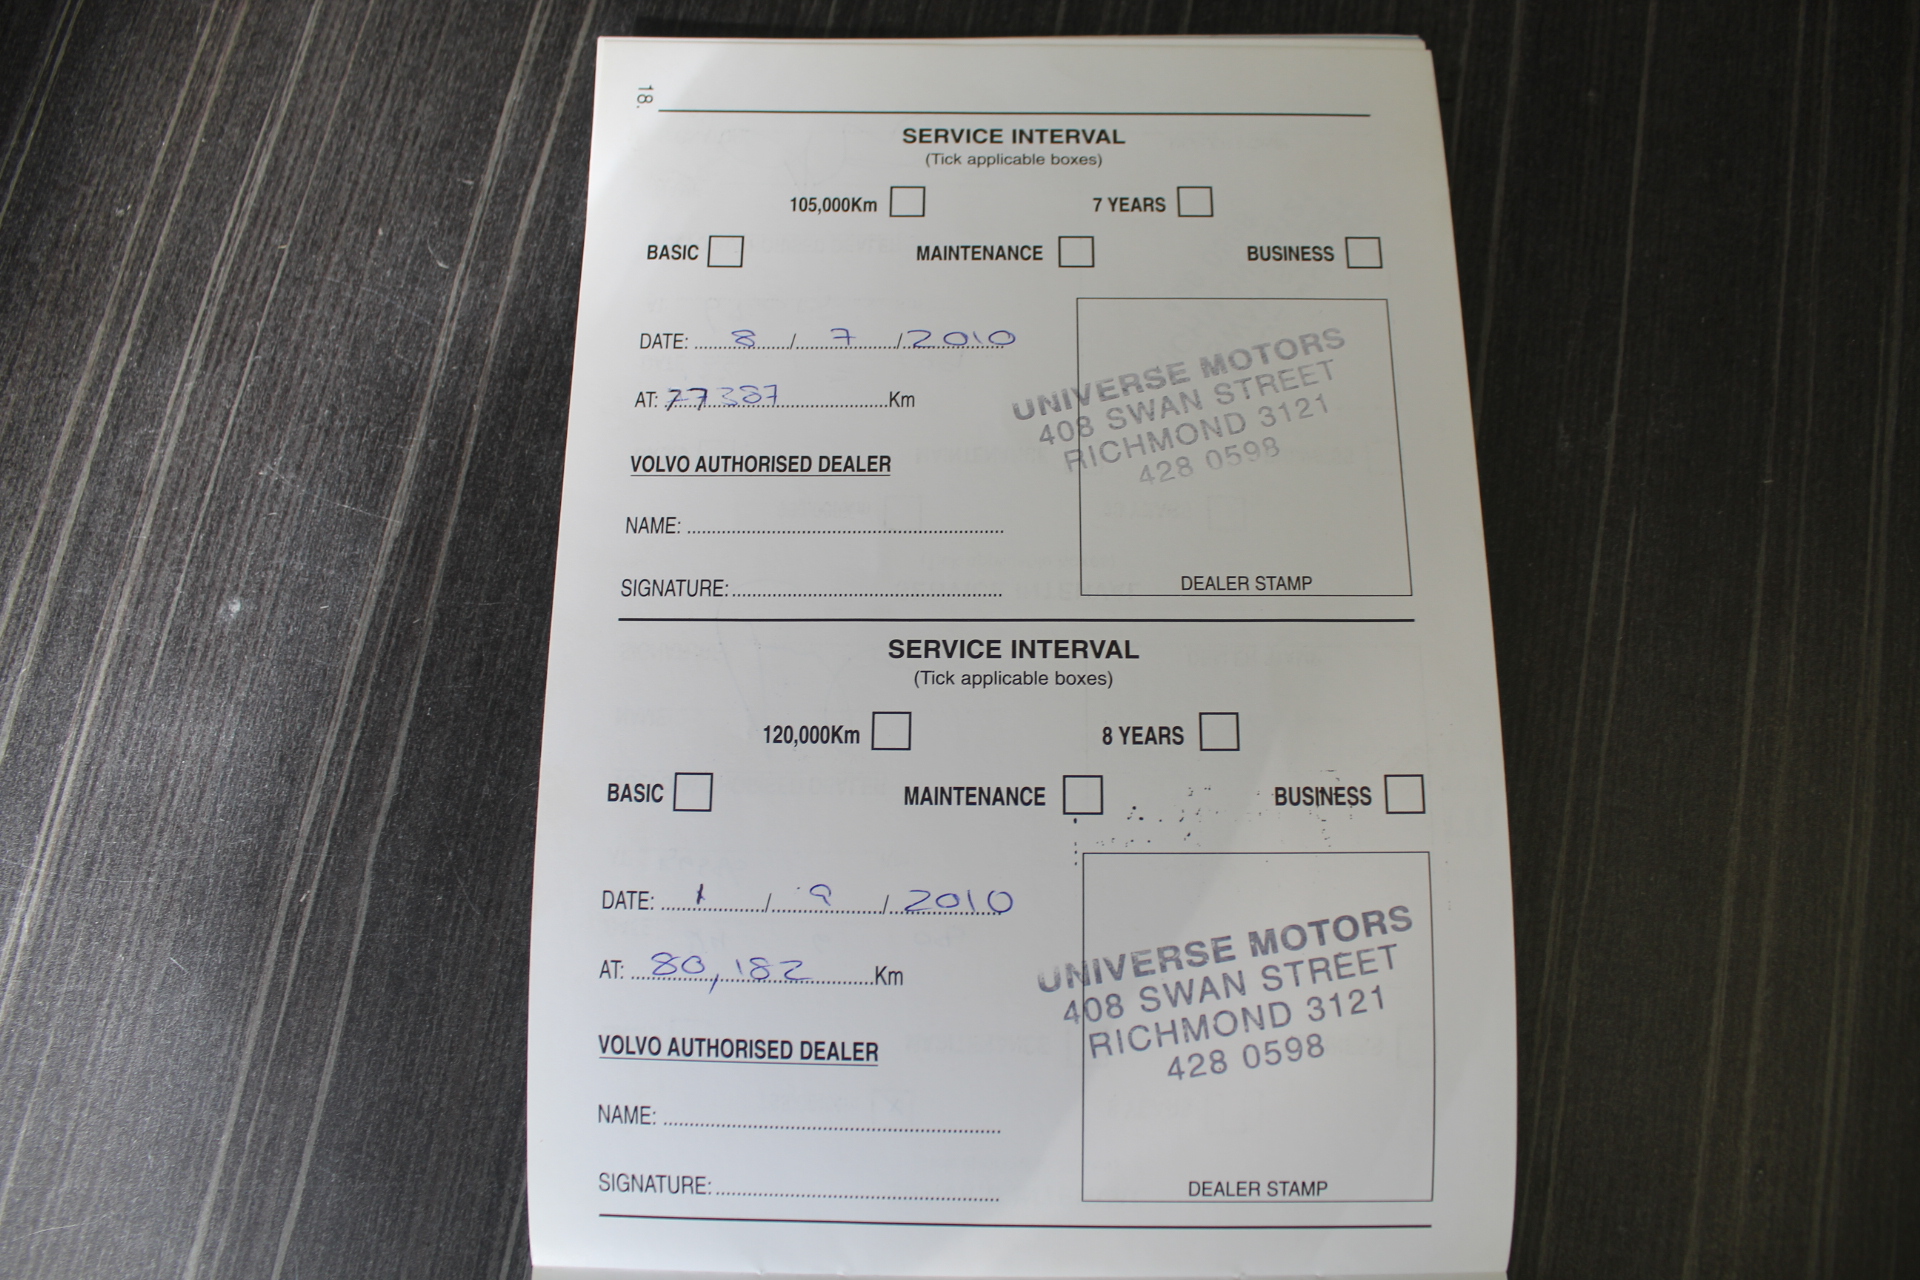 18.
SERVICE INTERVAL
(Tick applicable boxes)
105,000Km 7 YEARS
BASIC MAINTENANCE BUSINESS
DATE: 8 / 7 / 2010
AT: 77387 Km
VOLVO AUTHORISED DEALER
NAME:
SIGNATURE:
UNIVERSE MOTORS
408 SWAN STREET
RICHMOND 3121
428 0598
DEALER STAMP
SERVICE INTERVAL
(Tick applicable boxes)
120,000Km 8 YEARS
BASIC MAINTENANCE BUSINESS
DATE: 1 / 9 / 2010
AT: 80,182 Km
VOLVO AUTHORISED DEALER
NAME:
SIGNATURE:
UNIVERSE MOTORS
408 SWAN STREET
RICHMOND 3121
428 0598
DEALER STAMP